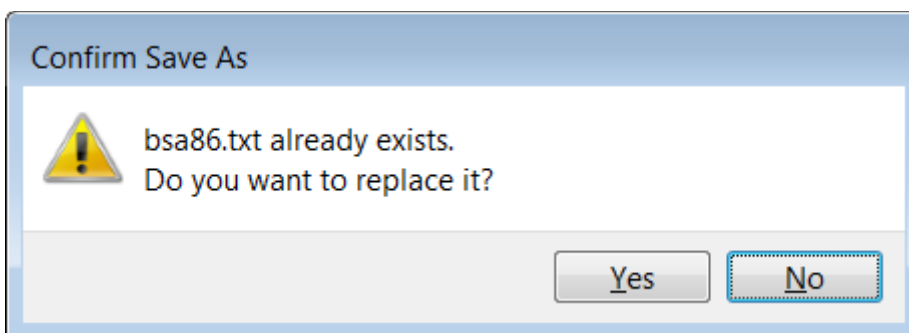 Confirm Save As
bsa86.txt already exists.
Do you want to replace it?
Yes
No